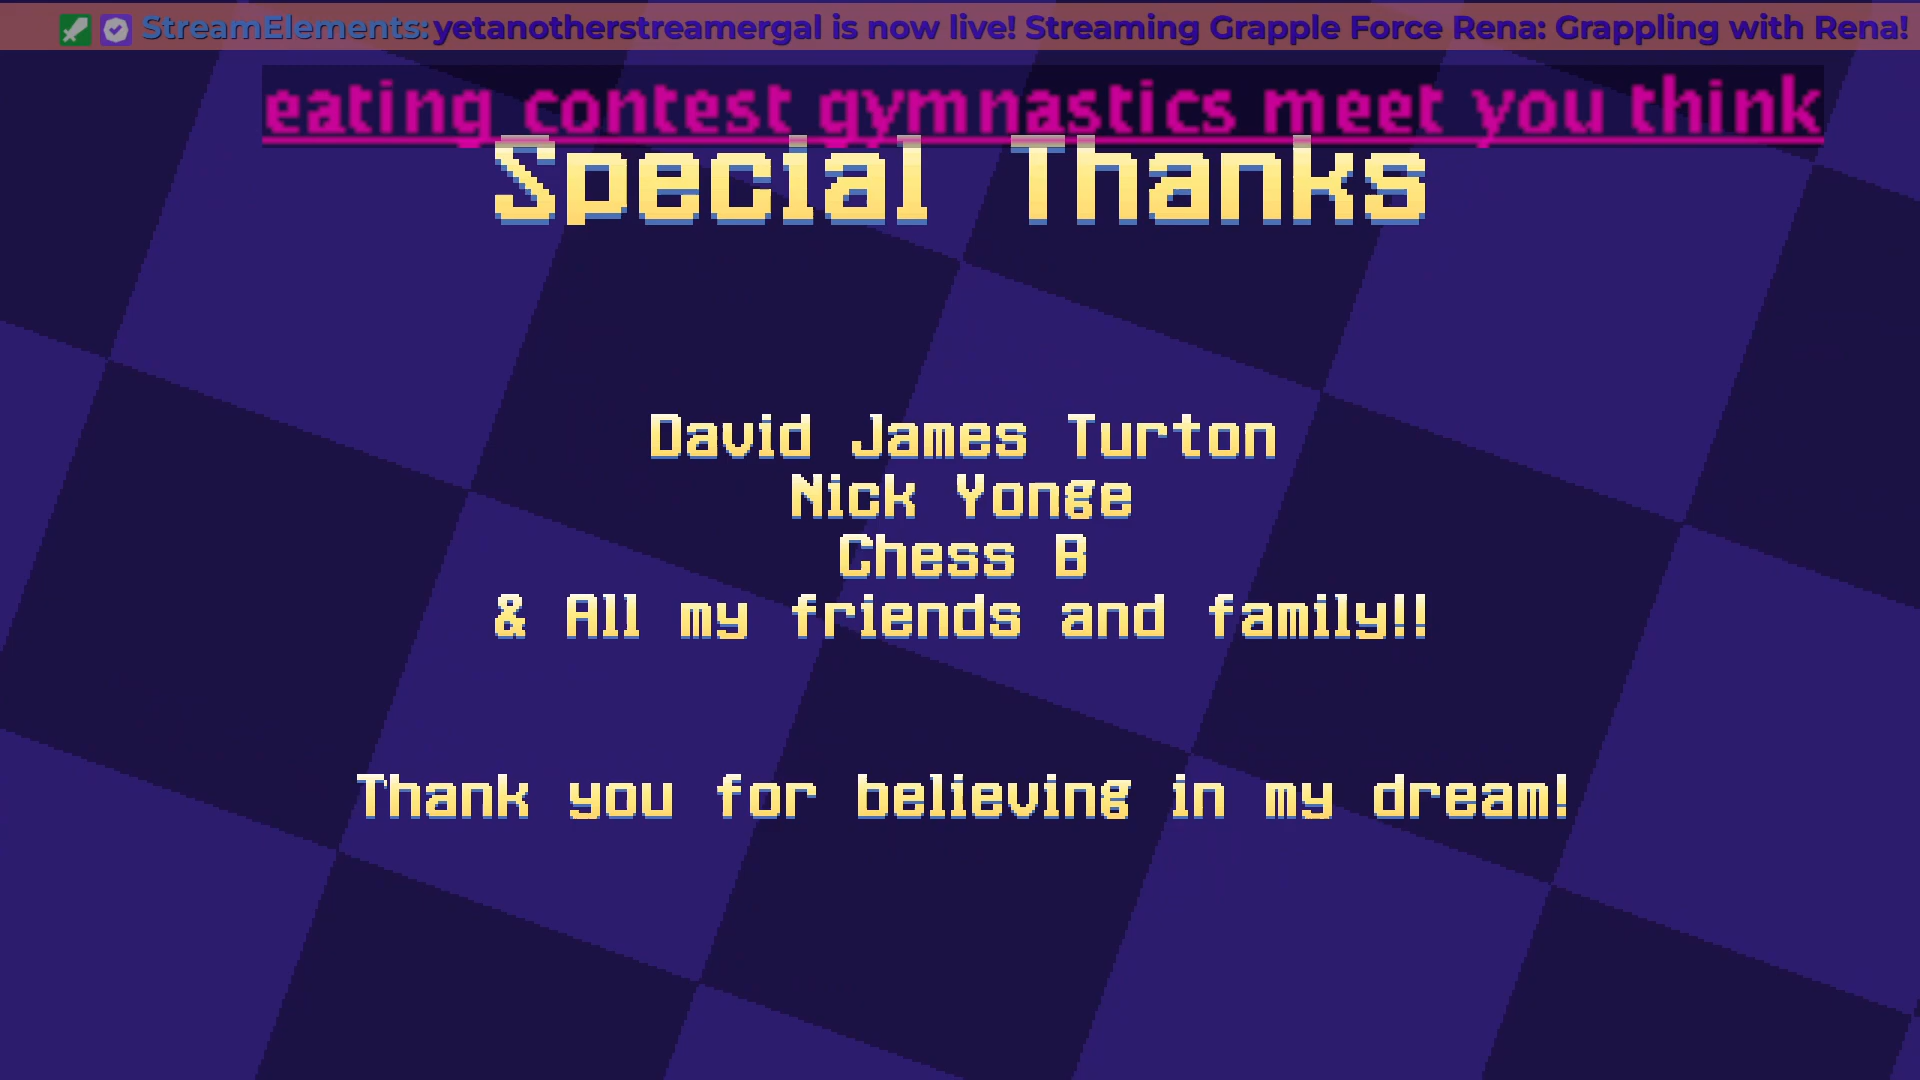 StreamElements: yetanotherstreamergal is now live! Streaming Grapple Force Rena: Grappling with Rena!
eating contest gymnastics meet you think
Special Thanks
David James Turton
Nick Yonge
Chess B
& All my friends and family!!
Thank you for believing in my dream!